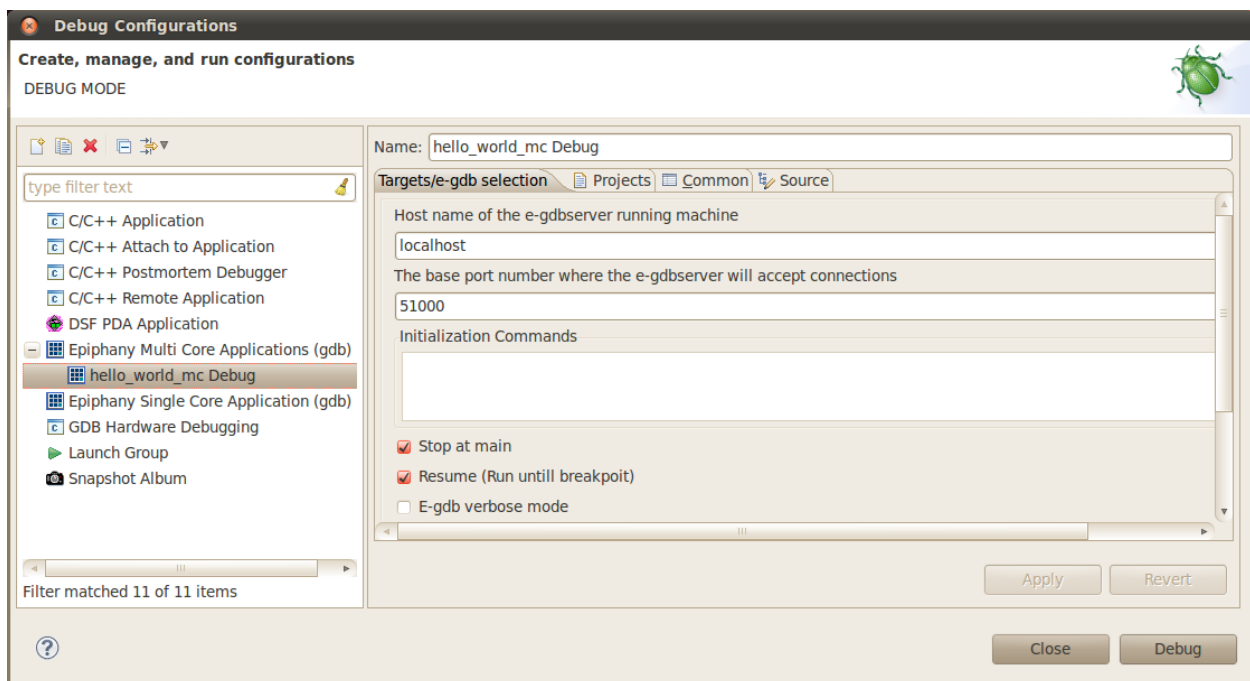 Debug Configurations
Create, manage, and run configurations
DEBUG MODE
type filter text
C/C++ Application
C/C++ Attach to Application
C/C++ Postmortem Debugger
C/C++ Remote Application
DSF PDA Application
Epiphany Multi Core Applications (gdb)
hello_world_mc Debug
Epiphany Single Core Application (gdb)
GDB Hardware Debugging
Launch Group
Snapshot Album
Filter matched 11 of 11 items
Name: hello_world_mc Debug
Targets/e-gdb selection Projects Common Source
Host name of the e-gdbserver running machine
localhost
The base port number where the e-gdbserver will accept connections
51000
Initialization Commands
Stop at main
Resume (Run untill breakpoit)
E-gdb verbose mode
Apply Revert
Close Debug